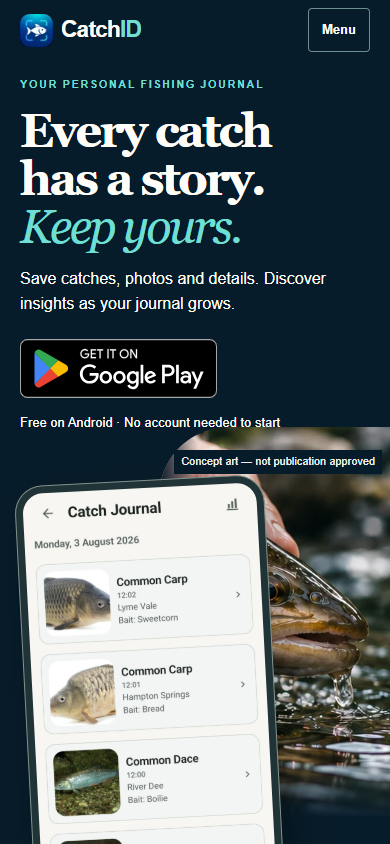 CatchID
Menu
YOUR PERSONAL FISHING JOURNAL
Every catch
has a story.
Keep yours.
Save catches, photos and details. Discover
insights as your journal grows.
GET IT ON
Google Play
Free on Android · No account needed to start
Concept art — not publication approved
Catch Journal
Monday, 3 August 2026
Common Carp
12:02
Lyme Vale
Bait: Sweetcorn
Common Carp
12:01
Hampton Springs
Bait: Bread
Common Dace
12:00
River Dee
Bait: Boilie